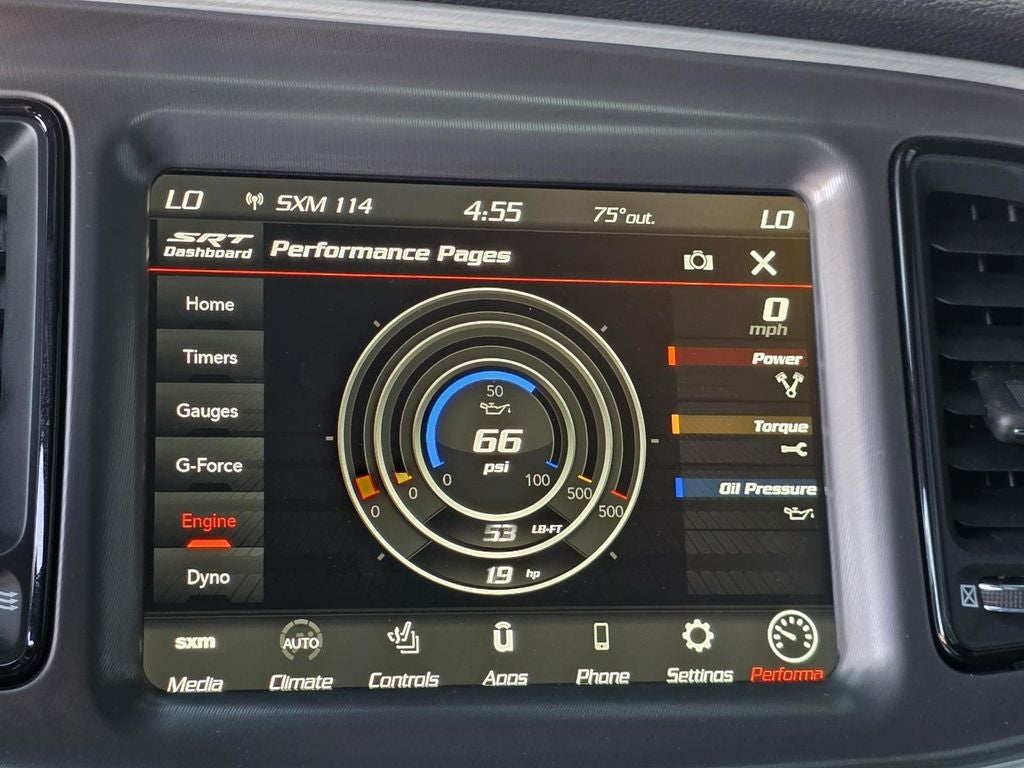 LO SXM 114 4:55 75° out. LO
SRT Performance Pages
Dashboard
Home
Timers
Gauges
G-Force
Engine
Dyno
50
66
psi
0 100
0 500
0 500
53 LB-FT
19 hp
0
mph
Power
Torque
Oil Pressure
sxm AUTO
Media Climate Controls Apps Phone Settings Performa